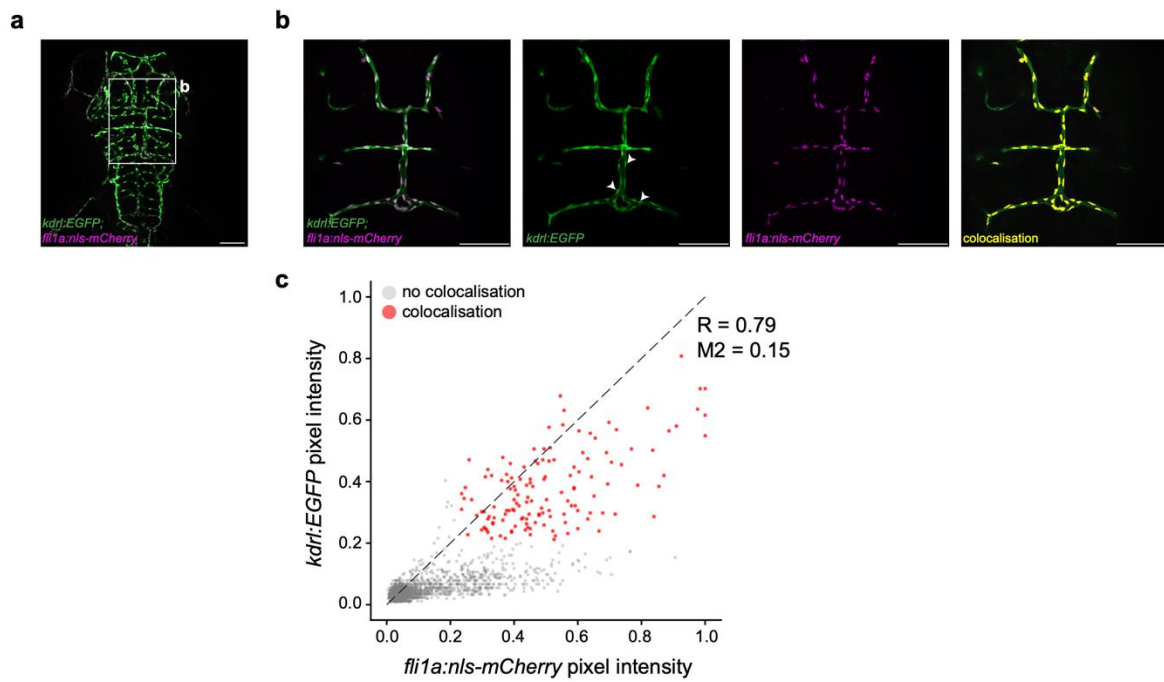 a
b
b
kdrl:EGFP;
fli1a:nls-mCherry
kdrl:EGFP;
fli1a:nls-mCherry
kdrl:EGFP
fli1a:nls-mCherry
colocalisation
c
no colocalisation
colocalisation
R = 0.79
M2 = 0.15
1.0
0.8
0.6
0.4
0.2
0.0
kdrl:EGFP pixel intensity
0.0 0.2 0.4 0.6 0.8 1.0
fli1a:nls-mCherry pixel intensity